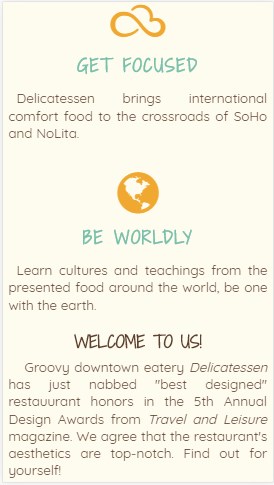 GET FOCUSED
Delicatessen brings international
comfort food to the crossroads of SoHo
and NoLita.
BE WORLDLY
Learn cultures and teachings from the
presented food around the world, be one
with the earth.
WELCOME TO US!
Groovy downtown eatery Delicatessen
has just nabbed "best designed"
restauurant honors in the 5th Annual
Design Awards from Travel and Leisure
magazine. We agree that the restaurant's
aesthetics are top-notch. Find out for
yourself!